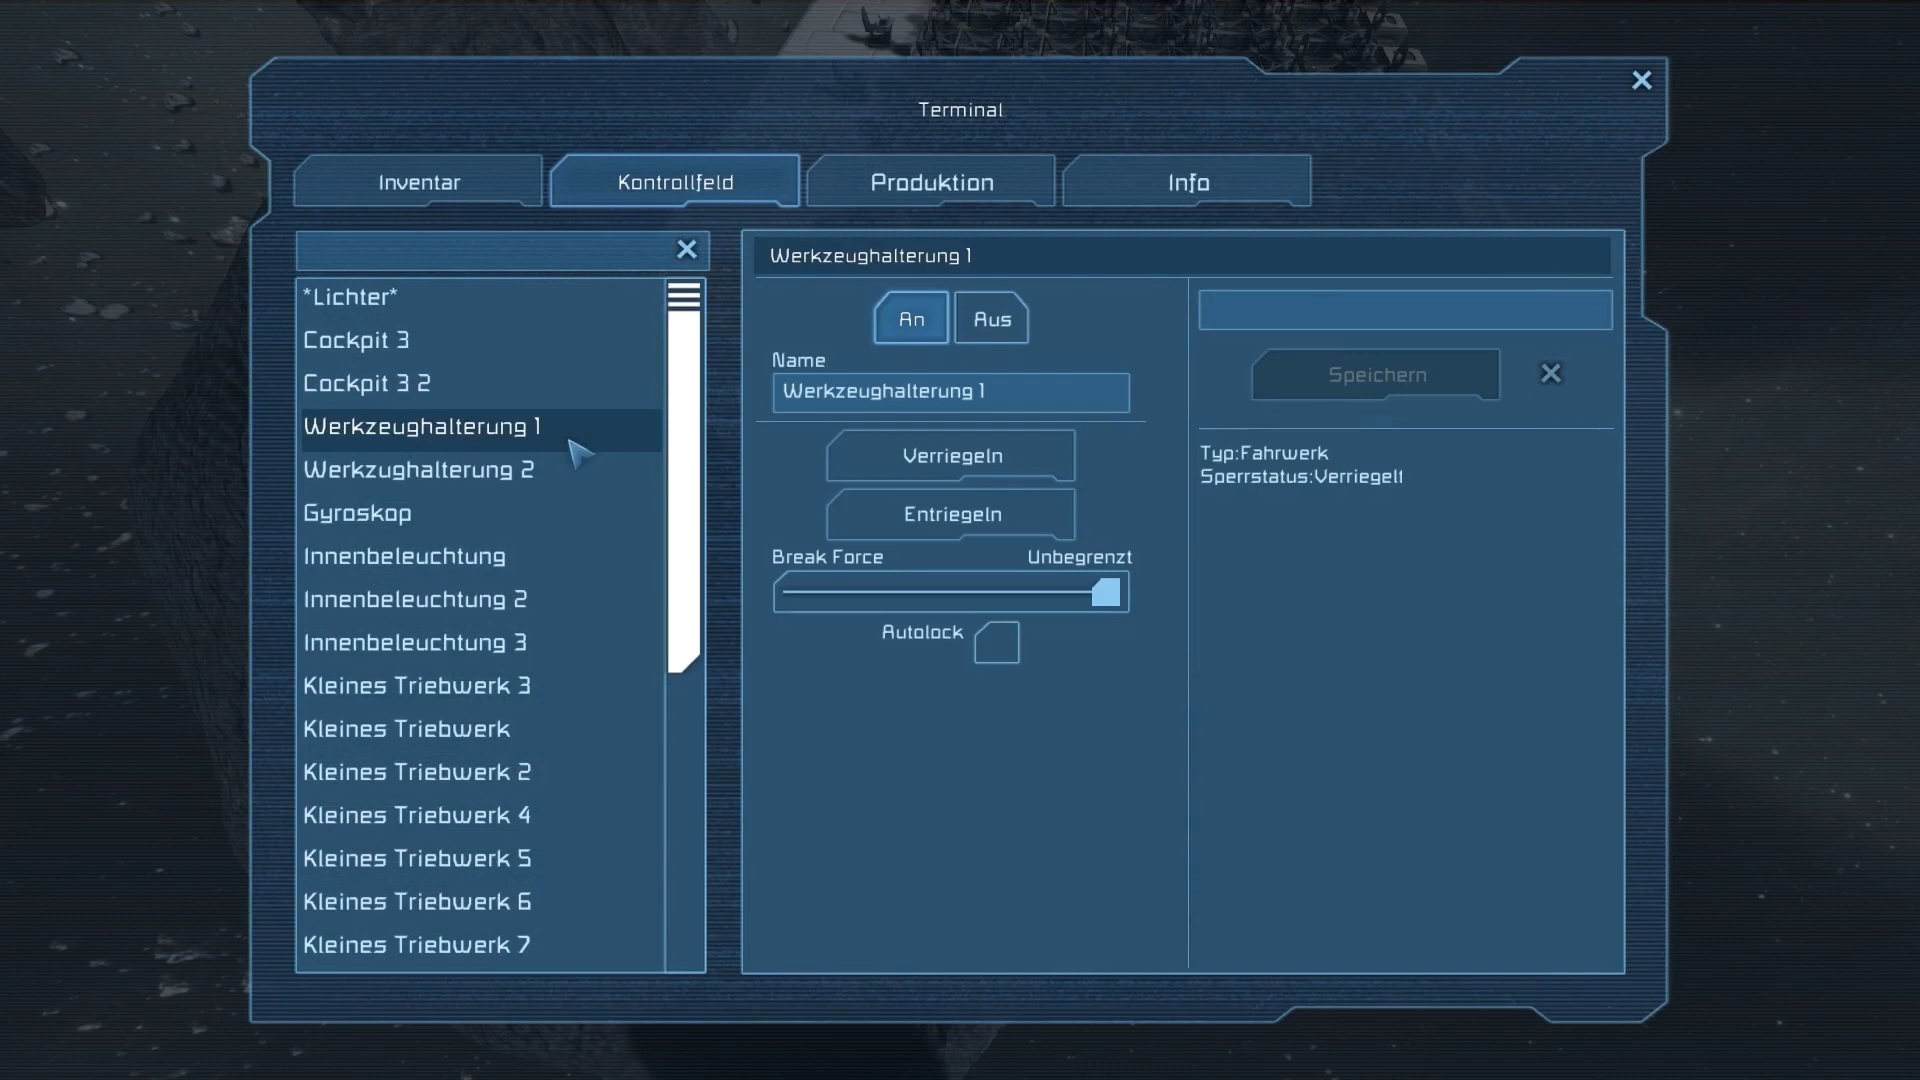 Terminal
Inventar
Kontrollfeld
Produktion
Info
*Lichter*
Cockpit 3
Cockpit 3 2
Werkzeughalterung 1
Werkzughalterung 2
Gyroskop
Innenbeleuchtung
Innenbeleuchtung 2
Innenbeleuchtung 3
Kleines Triebwerk 3
Kleines Triebwerk
Kleines Triebwerk 2
Kleines Triebwerk 4
Kleines Triebwerk 5
Kleines Triebwerk 6
Kleines Triebwerk 7
Werkzeughalterung 1
An
Aus
Name
Werkzeughalterung 1
Verriegeln
Entriegeln
Break Force
Unbegrenzt
Autolock
Speichern
Typ:Fahrwerk
Sperrstatus:Verriegelt